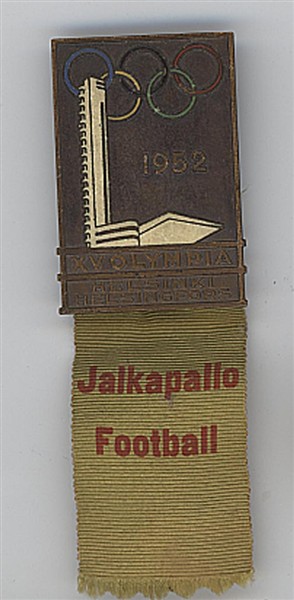 1952
XV OLYMPIA
HELSINKI
HELSINGFORS
Jalkapallo
Football